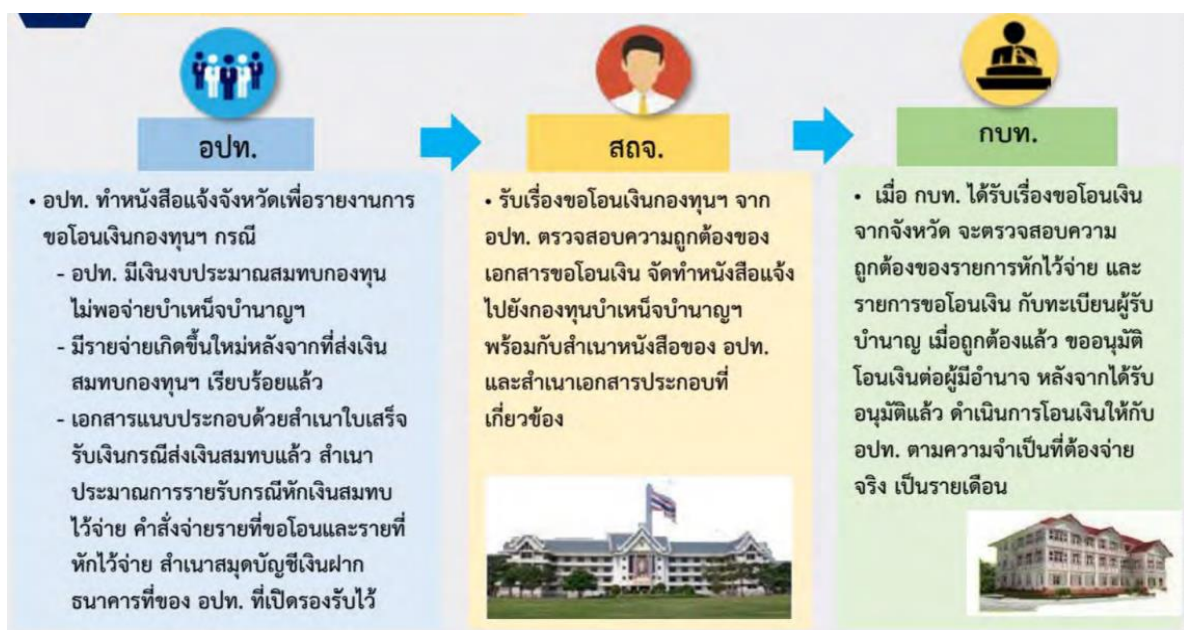 อปท.
• อปท. ทำหนังสือแจ้งจังหวัดเพื่อรายงานการ
ขอโอนเงินกองทุนฯ กรณี
- อปท. มีเงินงบประมาณสมทบกองทุน
ไม่พอจ่ายบำเหน็จบำนาญฯ
- มีรายจ่ายเกิดขึ้นใหม่หลังจากที่ส่งเงิน
สมทบกองทุนฯ เรียบร้อยแล้ว
- เอกสารแนบประกอบด้วยสำเนาใบเสร็จ
รับเงินกรณีส่งเงินสมทบแล้ว สำเนา
ประมาณการรายรับกรณีหักเงินสมทบ
ไว้จ่าย คำสั่งจ่ายรายที่ขอโอนและรายที่
หักไว้จ่าย สำเนาสมุดบัญชีเงินฝาก
ธนาคารที่ของ อปท. ที่เปิดรองรับไว้
สถจ.
• รับเรื่องขอโอนเงินกองทุนฯ จาก
อปท. ตรวจสอบความถูกต้องของ
เอกสารขอโอนเงิน จัดทำหนังสือแจ้ง
ไปยังกองทุนบำเหน็จบำนาญฯ
พร้อมกับสำเนาหนังสือของ อปท.
และสำเนาเอกสารประกอบที่
เกี่ยวข้อง
กบท.
• เมื่อ กบท. ได้รับเรื่องขอโอนเงิน
จากจังหวัด จะตรวจสอบความ
ถูกต้องของรายการหักไว้จ่าย และ
รายการขอโอนเงิน กับทะเบียนผู้รับ
บำนาญ เมื่อถูกต้องแล้ว ขออนุมัติ
โอนเงินต่อผู้มีอำนาจ หลังจากได้รับ
อนุมัติแล้ว ดำเนินการโอนเงินให้กับ
อปท. ตามความจำเป็นที่ต้องจ่าย
จริง เป็นรายเดือน